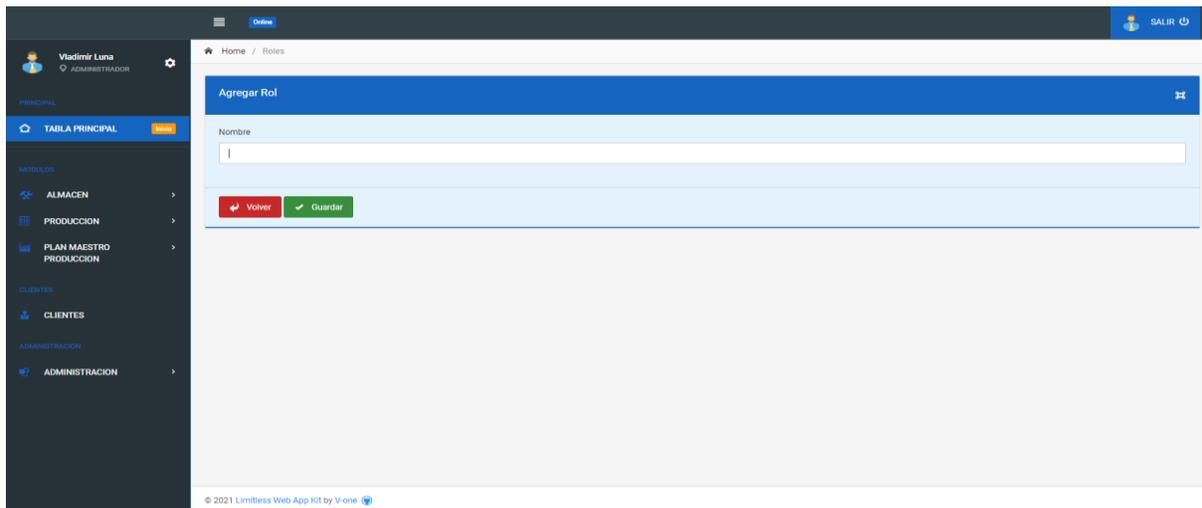 Online
SALIR
Vladimir Luna
ADMINISTRADOR
PRINCIPAL
TABLA PRINCIPAL
Inicio
MODULOS
ALMACEN
PRODUCCION
PLAN MAESTRO
PRODUCCION
CLIENTES
CLIENTES
ADMINISTRACION
ADMINISTRACION
Home / Roles
Agregar Rol
Nombre
Volver
Guardar
© 2021 Limitless Web App Kit by V-one